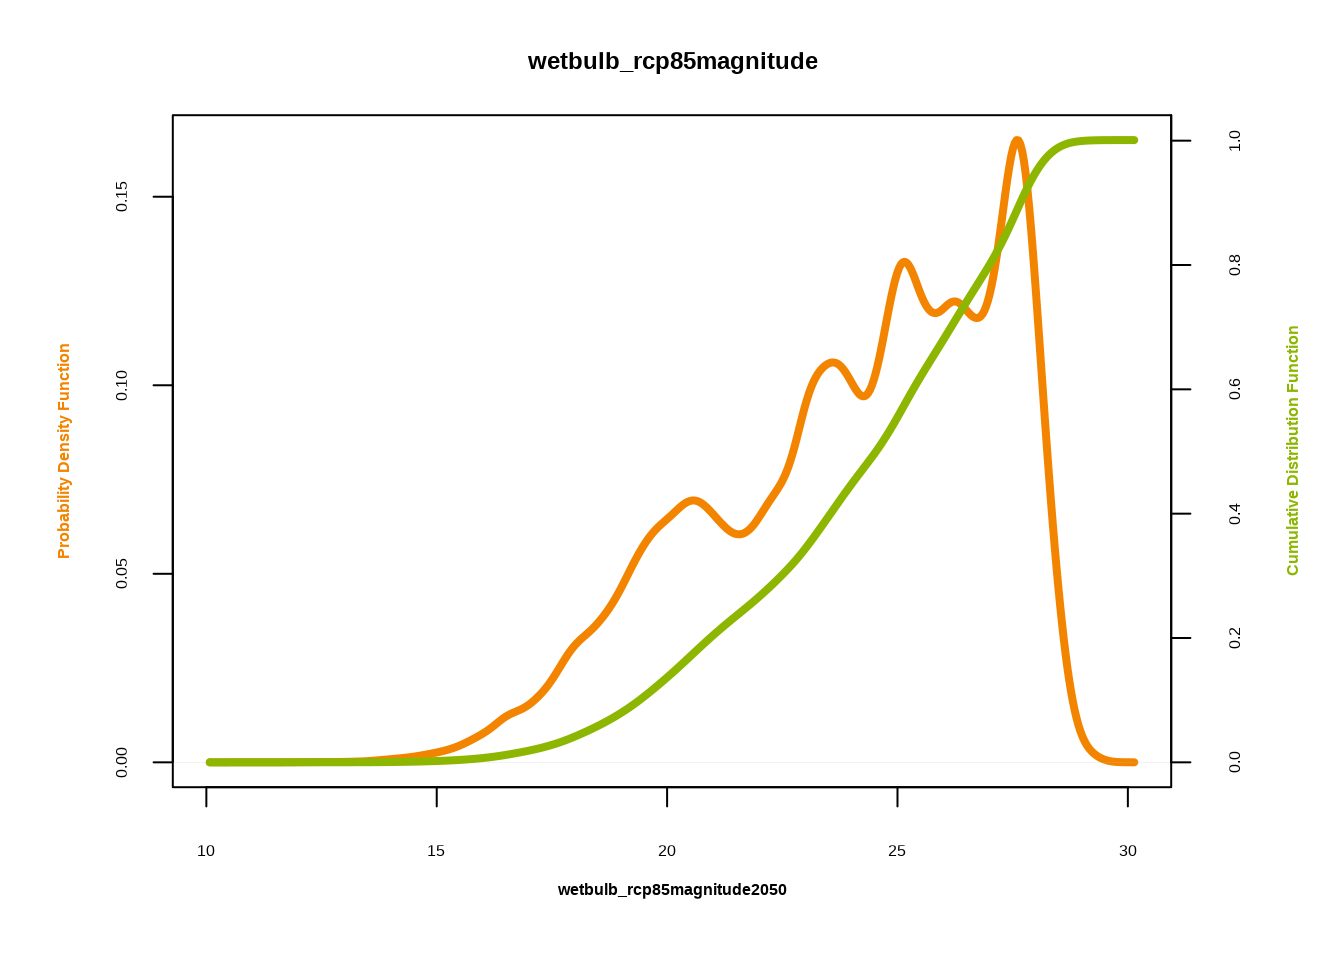 wetbulb_rcp85magnitude
Probability Density Function
0.00
0.05
0.10
0.15
Cumulative Distribution Function
0.0
0.2
0.4
0.6
0.8
1.0
10 15 20 25 30
wetbulb_rcp85magnitude2050